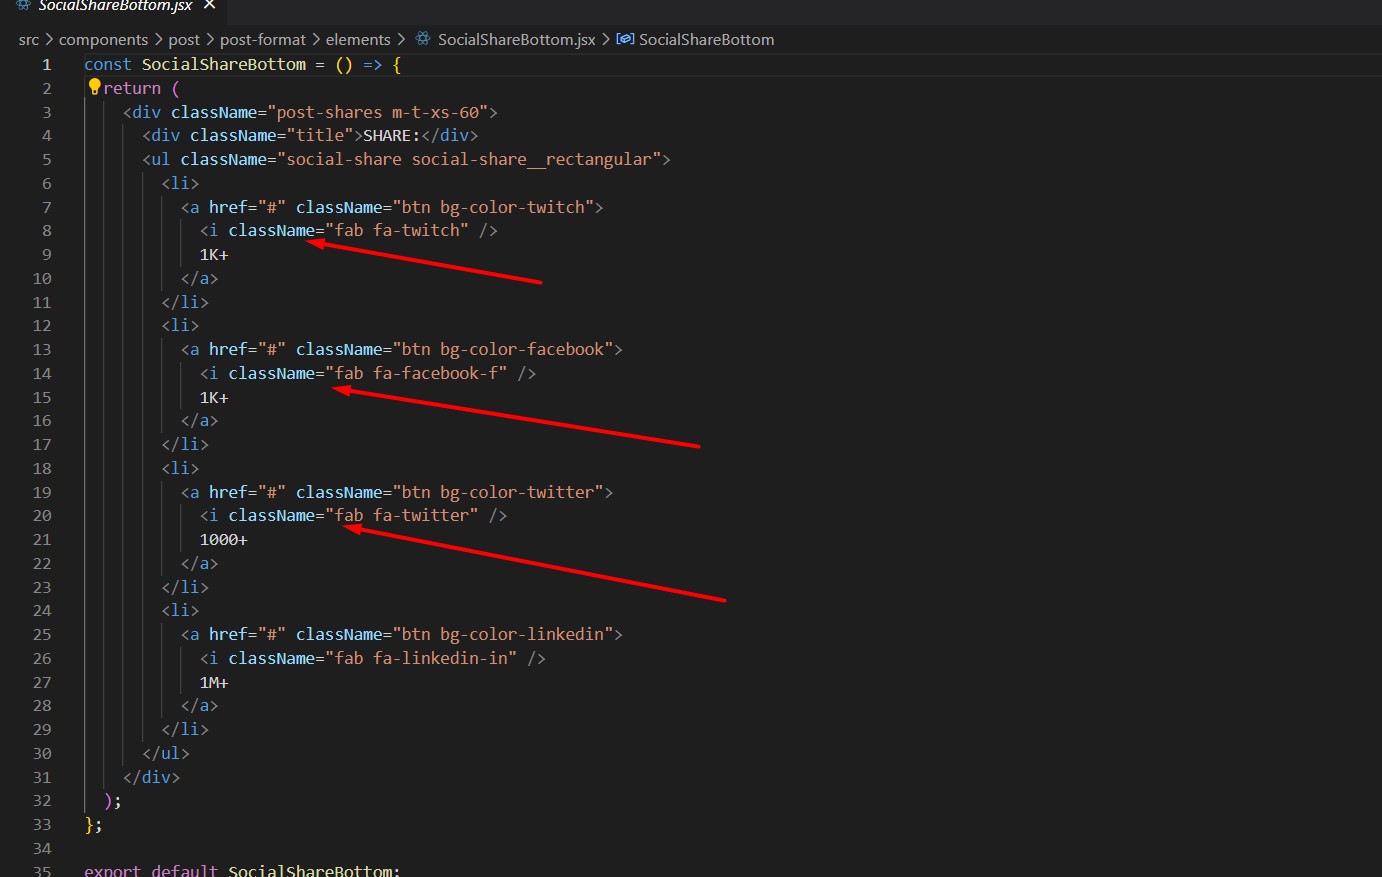 SocialShareBottom.jsx ×
src > components > post > post-format > elements > SocialShareBottom.jsx > SocialShareBottom
1 const SocialShareBottom = () => {
2 return (
3 <div className="post-shares m-t-xs-60">
4 <div className="title">SHARE:</div>
5 <ul className="social-share social-share__rectangular">
6 <li>
7 <a href="#" className="btn bg-color-twitch">
8 <i className="fab fa-twitch" />
9 1K+
10 </a>
11 </li>
12 <li>
13 <a href="#" className="btn bg-color-facebook">
14 <i className="fab fa-facebook-f" />
15 1K+
16 </a>
17 </li>
18 <li>
19 <a href="#" className="btn bg-color-twitter">
20 <i className="fab fa-twitter" />
21 1000+
22 </a>
23 </li>
24 <li>
25 <a href="#" className="btn bg-color-linkedin">
26 <i className="fab fa-linkedin-in" />
27 1M+
28 </a>
29 </li>
30 </ul>
31 </div>
32 );
33 };
34
35 export default SocialShareBottom;